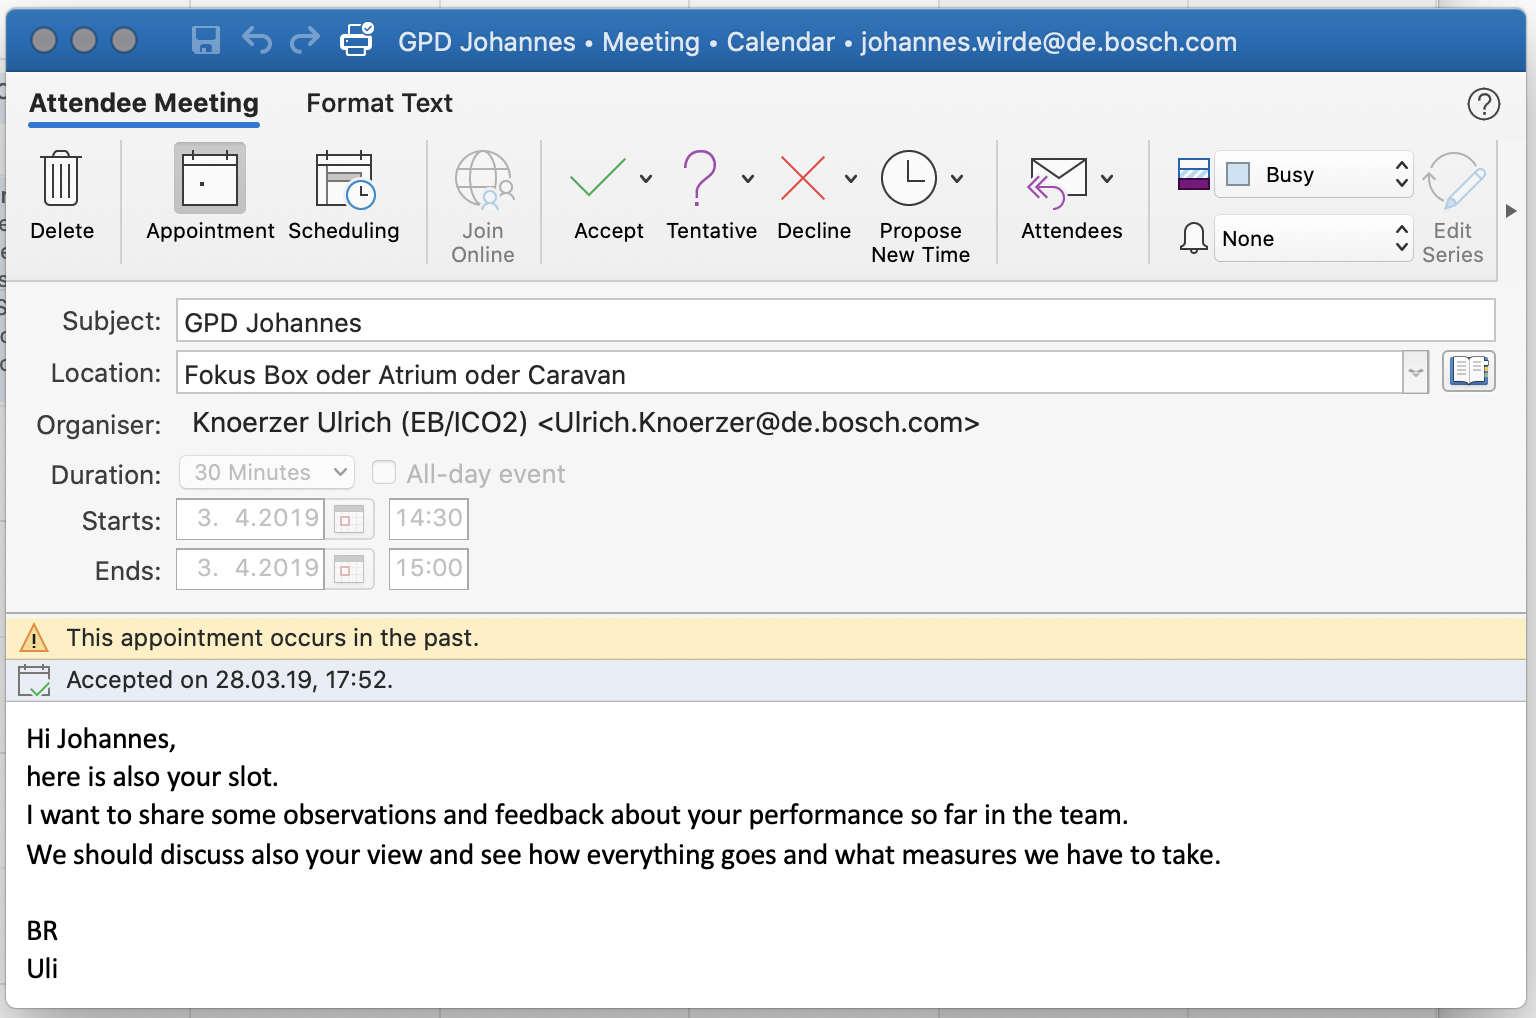 GPD Johannes • Meeting • Calendar • johannes.wirde@de.bosch.com
Attendee Meeting Format Text
Delete
Appointment
Scheduling
Join
Online
Accept
Tentative
Decline
Propose
New Time
Attendees
Busy
None
Edit
Series
Subject: GPD Johannes
Location: Fokus Box oder Atrium oder Caravan
Organiser: Knoerzer Ulrich (EB/ICO2) <Ulrich.Knoerzer@de.bosch.com>
Duration: 30 Minutes All-day event
Starts: 3. 4.2019 14:30
Ends: 3. 4.2019 15:00
This appointment occurs in the past.
Accepted on 28.03.19, 17:52.
Hi Johannes,
here is also your slot.
I want to share some observations and feedback about your performance so far in the team.
We should discuss also your view and see how everything goes and what measures we have to take.
BR
Uli